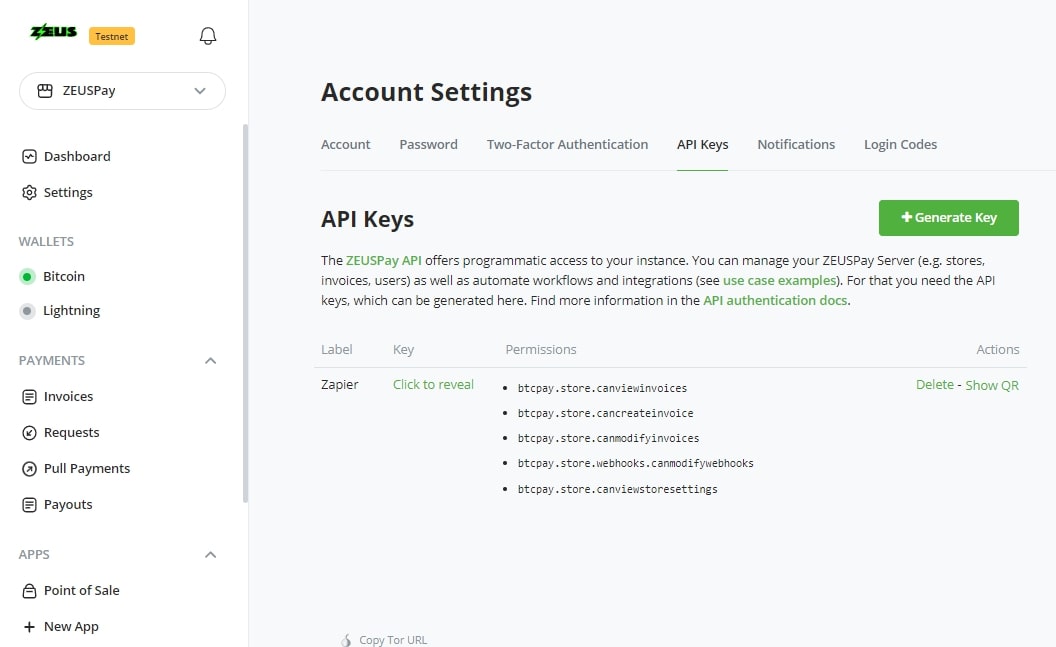 ZEUS Testnet
ZEUSPay
Dashboard
Settings
WALLETS
Bitcoin
Lightning
PAYMENTS
Invoices
Requests
Pull Payments
Payouts
APPS
Point of Sale
New App
Account Settings
Account Password Two-Factor Authentication API Keys Notifications Login Codes
API Keys
+ Generate Key
The ZEUSPay API offers programmatic access to your instance. You can manage your ZEUSPay Server (e.g. stores,
invoices, users) as well as automate workflows and integrations (see use case examples). For that you need the API
keys, which can be generated here. Find more information in the API authentication docs.
Label Key Permissions Actions
Zapier Click to reveal Delete - Show QR
• btcpay.store.canviewinvoices
• btcpay.store.cancreateinvoice
• btcpay.store.canmodifyinvoices
• btcpay.store.webhooks.canmodifywebhooks
• btcpay.store.canviewstoresettings
Copy Tor URL